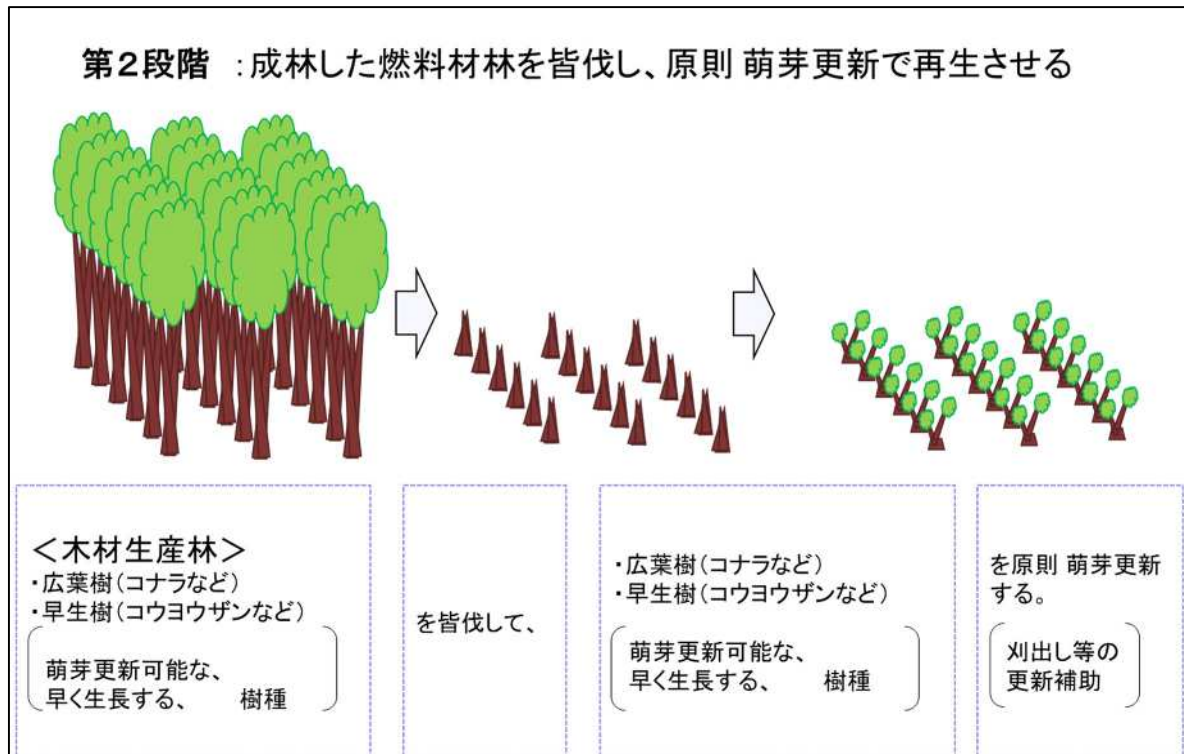 第2段階 :成林した燃料材林を皆伐し、原則 萌芽更新で再生させる
<木材生産林>
・広葉樹(コナラなど)
・早生樹(コウヨウザンなど)
萌芽更新可能な、
早く生長する、 樹種
を皆伐して、
・広葉樹(コナラなど)
・早生樹(コウヨウザンなど)
萌芽更新可能な、
早く生長する、 樹種
を原則 萌芽更新
する。
刈出し等の
更新補助